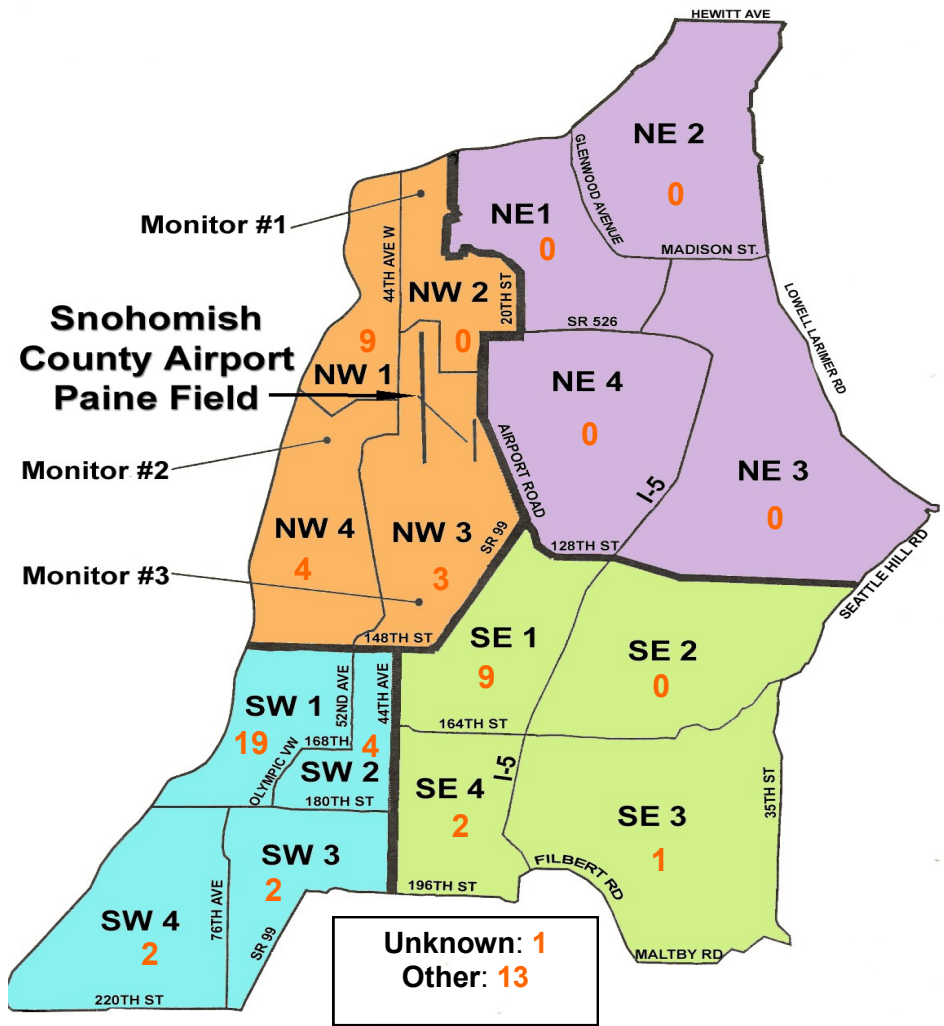 HEWITT AVE
NE 2
0
GLENWOOD AVENUE
MADISON ST.
NE1
0
Monitor #1
44TH AVE W
NW 2
0
20TH ST
SR 526
LOWELL LARIMER RD
Snohomish
County Airport
Paine Field
9
NW 1
NE 4
0
AIRPORT ROAD
I-5
NE 3
0
Monitor #2
NW 4
4
NW 3
3
SR 99
128TH ST
SEATTLE HILL RD
Monitor #3
148TH ST
SE 1
9
SE 2
0
SW 1
19
52ND AVE
44TH AVE
OLYMPIC VW
168TH
4
SW 2
180TH ST
164TH ST
I-5
SE 4
2
SE 3
1
35TH ST
SW 3
2
76TH AVE
SR 99
SW 4
2
220TH ST
196TH ST
FILBERT RD
MALTBY RD
Unknown: 1
Other: 13